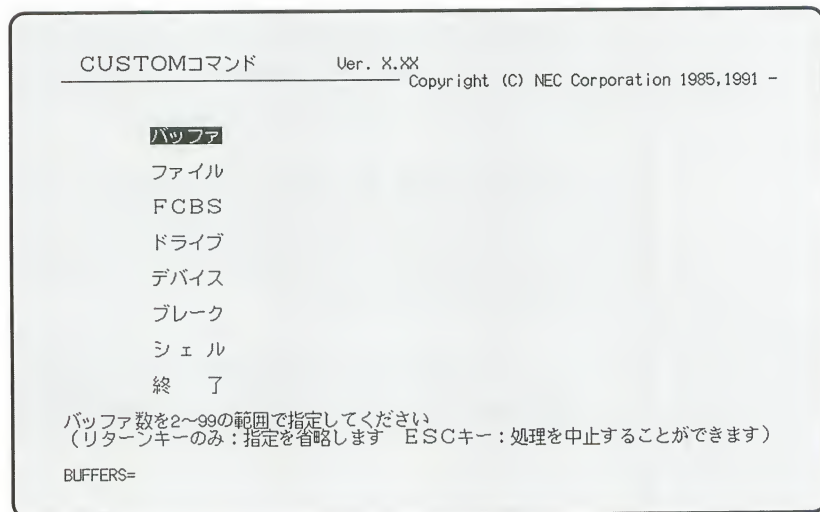 CUSTOMコマンド Ver. X.XX
Copyright (C) NEC Corporation 1985,1991 -
バッファ
ファイル
FCBS
ドライブ
デバイス
ブレーク
シェル
終 了
バッファ数を2〜99の範囲で指定してください
(リターンキーのみ:指定を省略します ESCキー:処理を中止することができます)
BUFFERS=